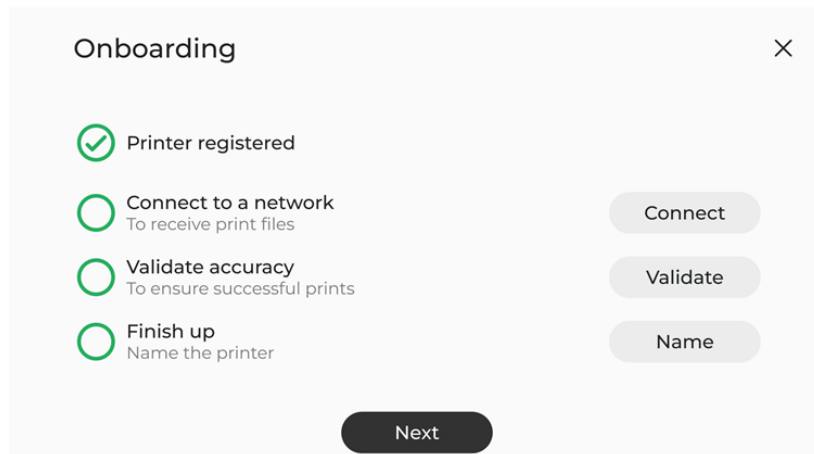 Onboarding
Printer registered
Connect to a network
To receive print files
Connect
Validate accuracy
To ensure successful prints
Validate
Finish up
Name the printer
Name
Next